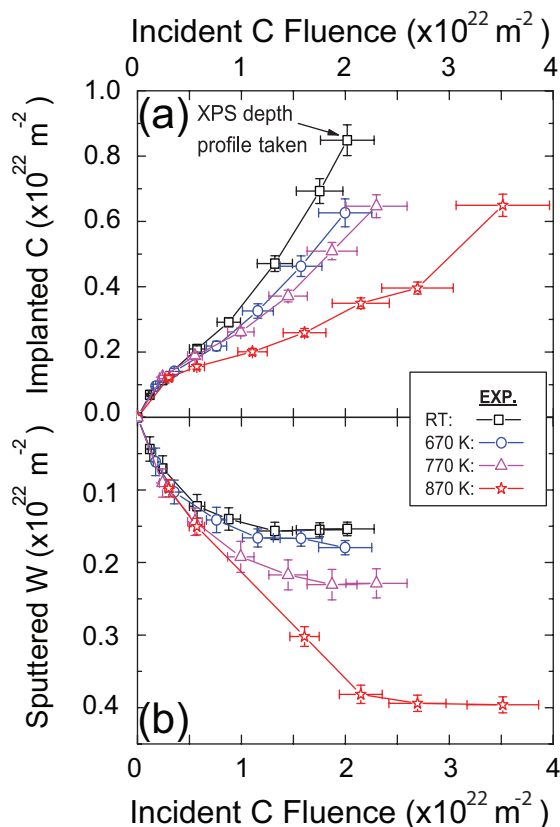 Incident C Fluence (x10²² m⁻²)
0 1 2 3 4
1.0
(a)
XPS depth
profile taken
0.8
0.6
0.4
0.2
0.0
Implanted C (x10²² m⁻²)
EXP.
RT:
670 K:
770 K:
870 K:
0.1
0.2
0.3
0.4
Sputtered W (x10²² m⁻²)
(b)
0 1 2 3 4
Incident C Fluence (x10²² m⁻²)